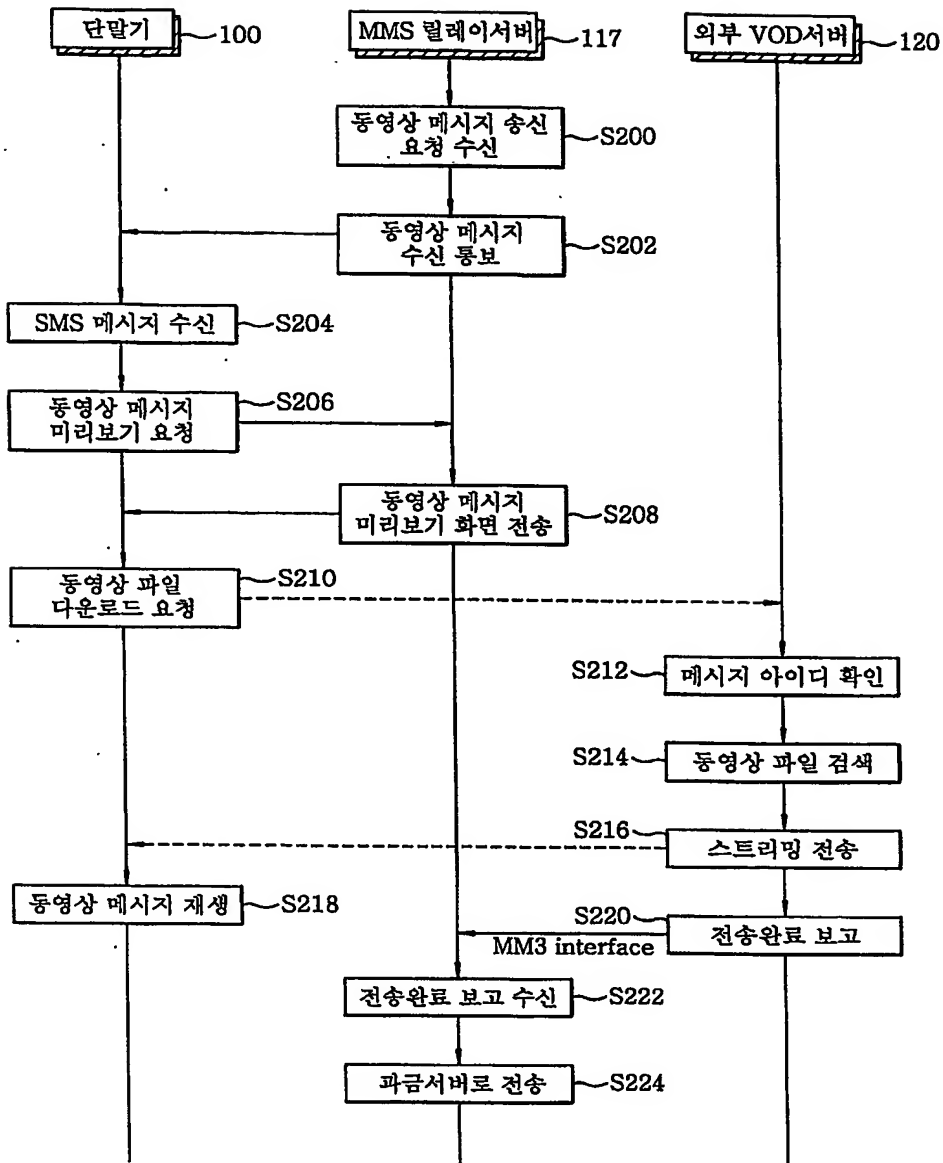 단말기
100
MMS 릴레이서버
117
외부 VOD서버
120
동영상 메시지 송신
요청 수신
S200
동영상 메시지
수신 통보
S202
SMS 메시지 수신
S204
동영상 메시지
미리보기 요청
S206
동영상 메시지
미리보기 화면 전송
S208
동영상 파일
다운로드 요청
S210
S212
메시지 아이디 확인
S214
동영상 파일 검색
S216
스트리밍 전송
동영상 메시지 재생
S218
S220
전송완료 보고
MM3 interface
전송완료 보고 수신
S222
과금서버로 전송
S224